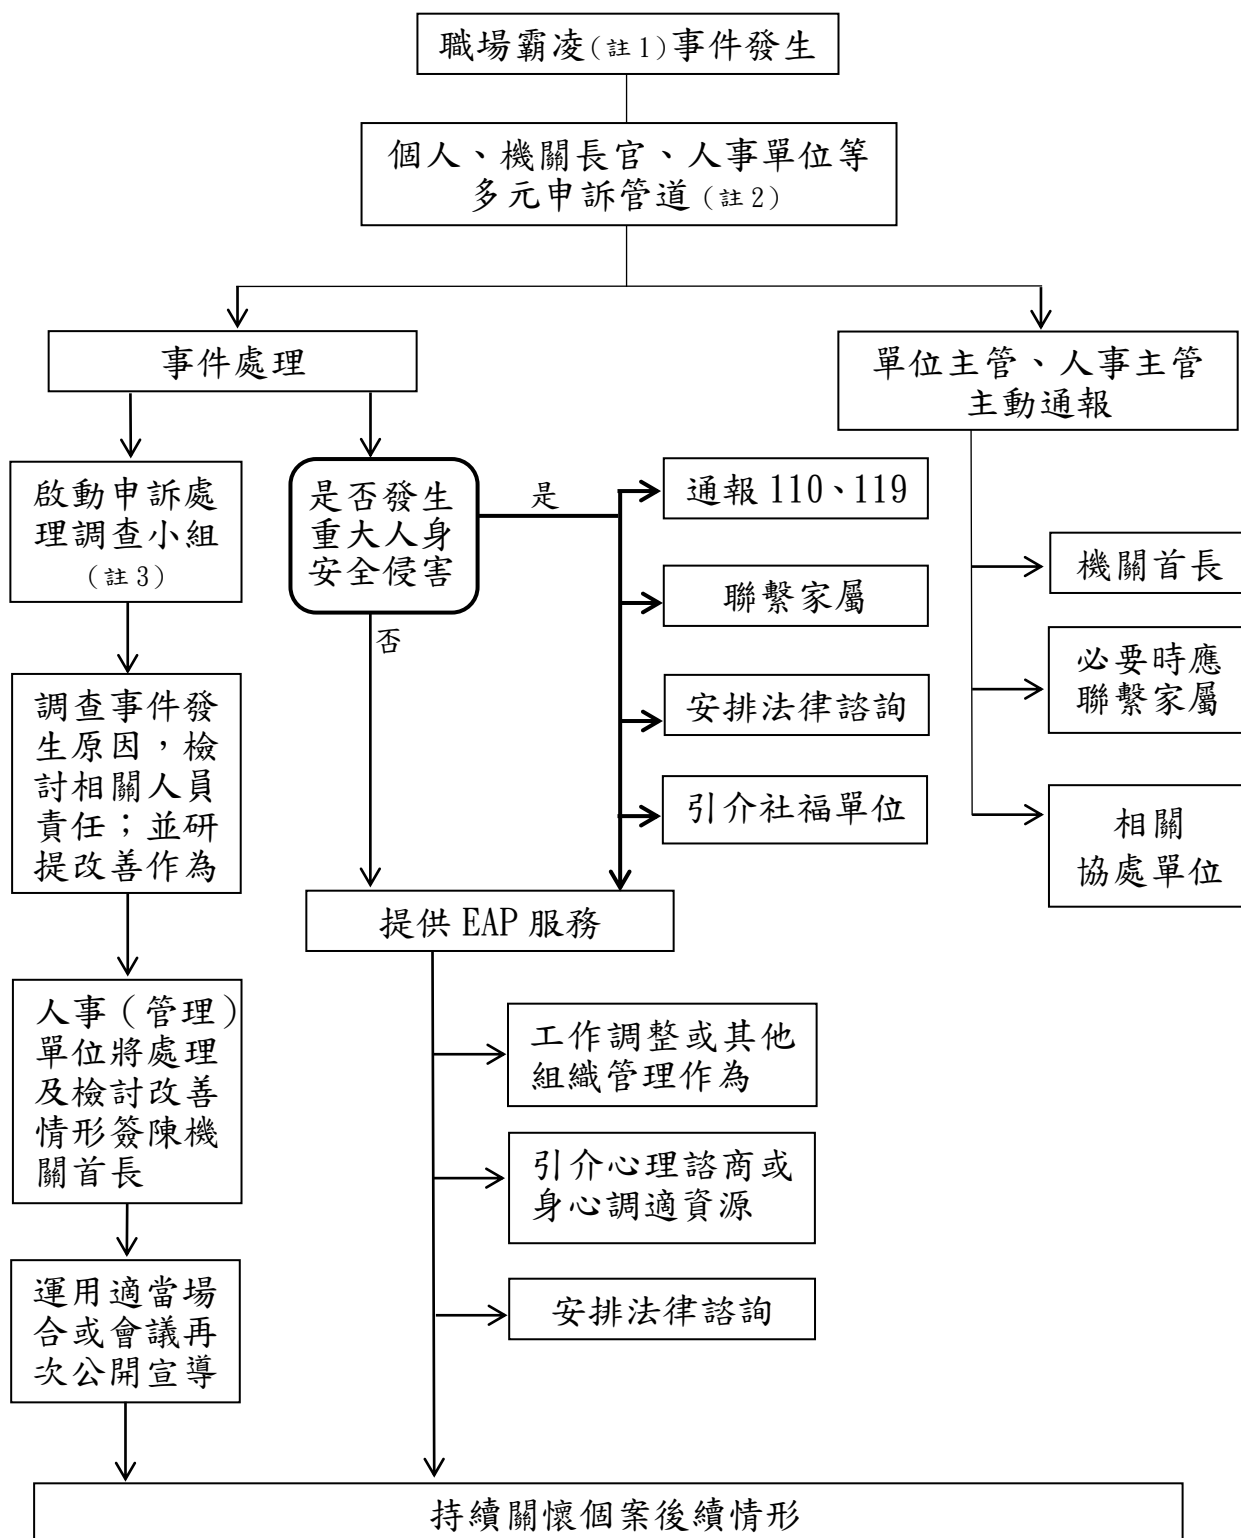 職場霸凌(註1)事件發生
個人、機關長官、人事單位等
多元申訴管道(註2)
事件處理
單位主管、人事主管
主動通報
啟動申訴處
理調查小組
(註3)
是否發生
重大人身
安全侵害
是
否
通報 110、119
聯繫家屬
安排法律諮詢
引介社福單位
機關首長
必要時應
聯繫家屬
相關
協處單位
調查事件發
生原因，檢
討相關人員
責任；並研
提改善作為
提供 EAP 服務
人事（管理）
單位將處理
及檢討改善
情形簽陳機
關首長
工作調整或其他
組織管理作為
引介心理諮商或
身心調適資源
安排法律諮詢
運用適當場
合或會議再
次公開宣導
持續關懷個案後續情形